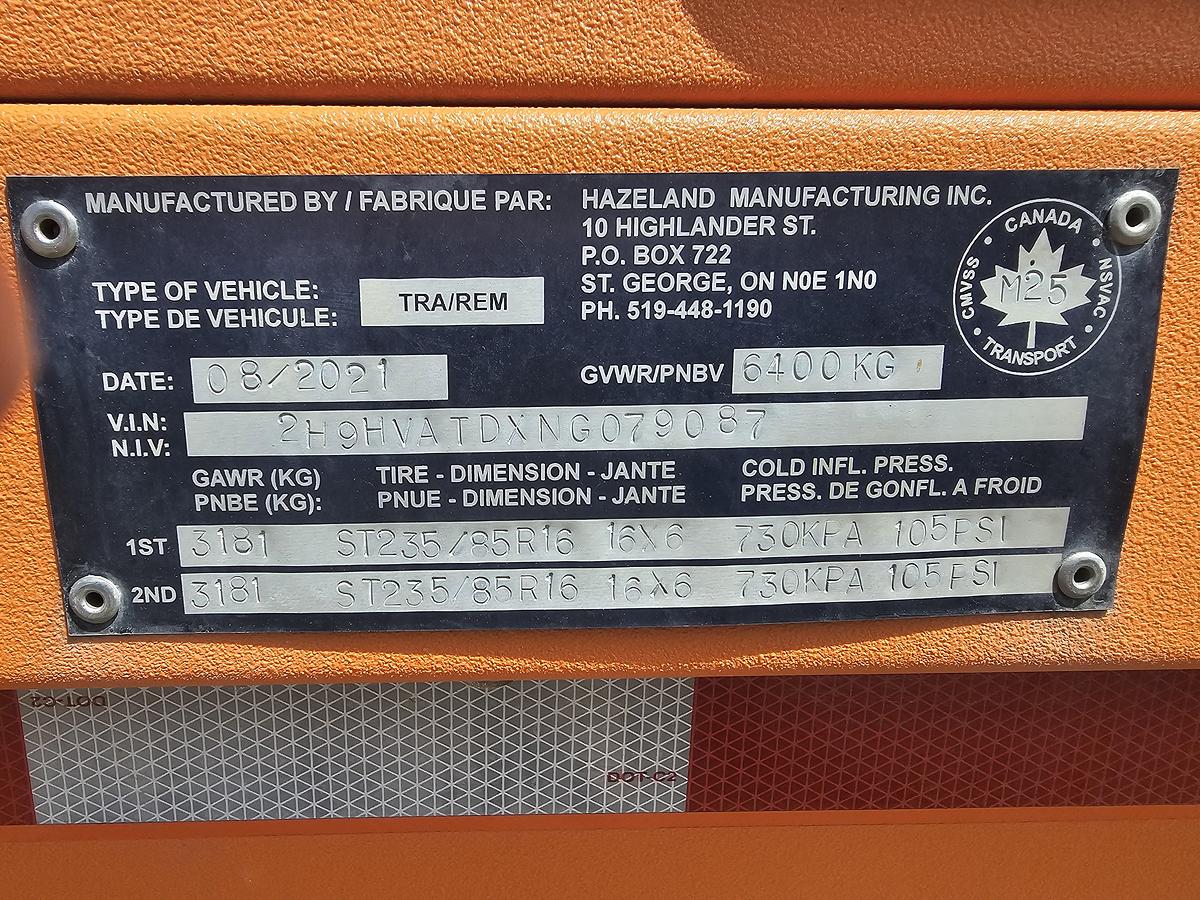 MANUFACTURED BY / FABRIQUE PAR: HAZELAND MANUFACTURING INC.
10 HIGHLANDER ST.
P.O. BOX 722
ST. GEORGE, ON N0E 1N0
PH. 519-448-1190
CANADA
CMVSS
NSVAC
TRANSPORT
M25
TYPE OF VEHICLE:
TYPE DE VEHICULE:
TRA/REM
DATE: 08/2021
GVWR/PNBV 6400KG
V.I.N:
N.I.V:
2H9HVATDXNG079087
GAWR (KG) TIRE - DIMENSION - JANTE COLD INFL. PRESS.
PNBE (KG): PNUE - DIMENSION - JANTE PRESS. DE GONFL. A FROID
1ST 3181 ST235/85R16 16X6 730KPA 105PSI
2ND 3181 ST235/85R16 16X6 730KPA 105PSI
DOT-C2
DOT-C2